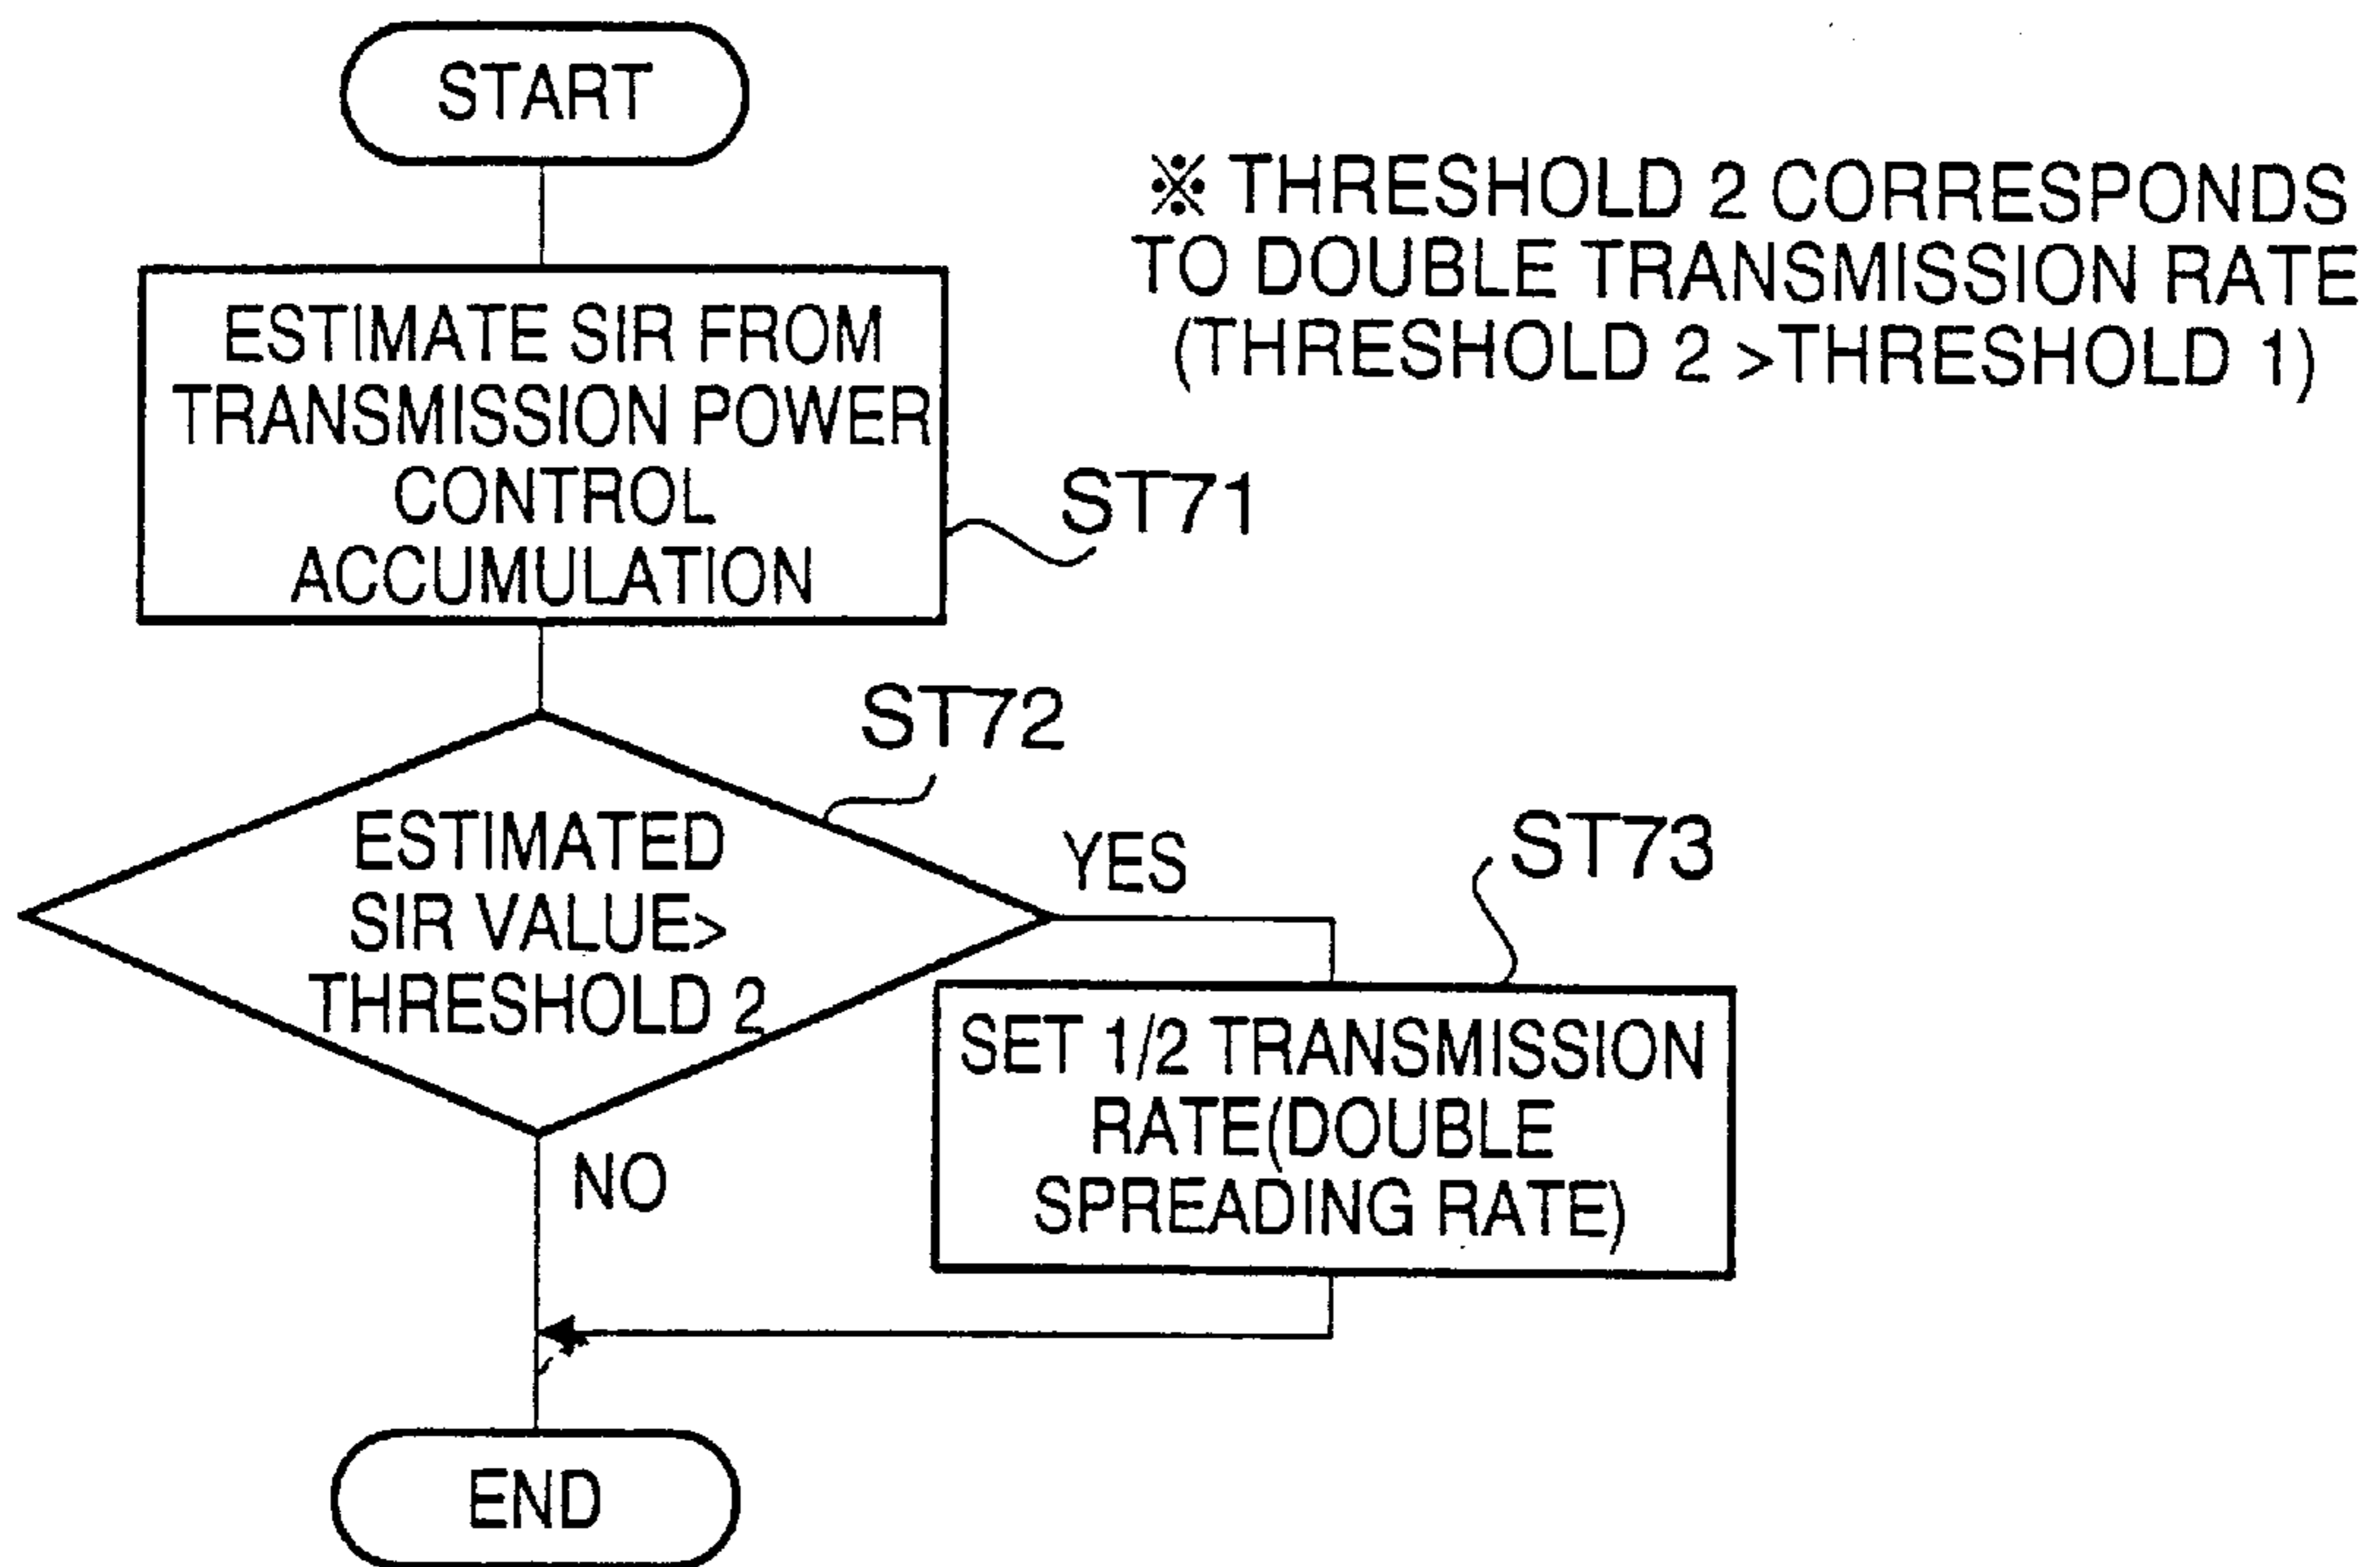 START
※ THRESHOLD 2 CORRESPONDS
TO DOUBLE TRANSMISSION RATE
(THRESHOLD 2 >THRESHOLD 1)
ESTIMATE SIR FROM
TRANSMISSION POWER
CONTROL
ACCUMULATION
ST71
ST72
ESTIMATED
SIR VALUE>
THRESHOLD 2
YES
ST73
SET 1/2 TRANSMISSION
RATE(DOUBLE
SPREADING RATE)
NO
END